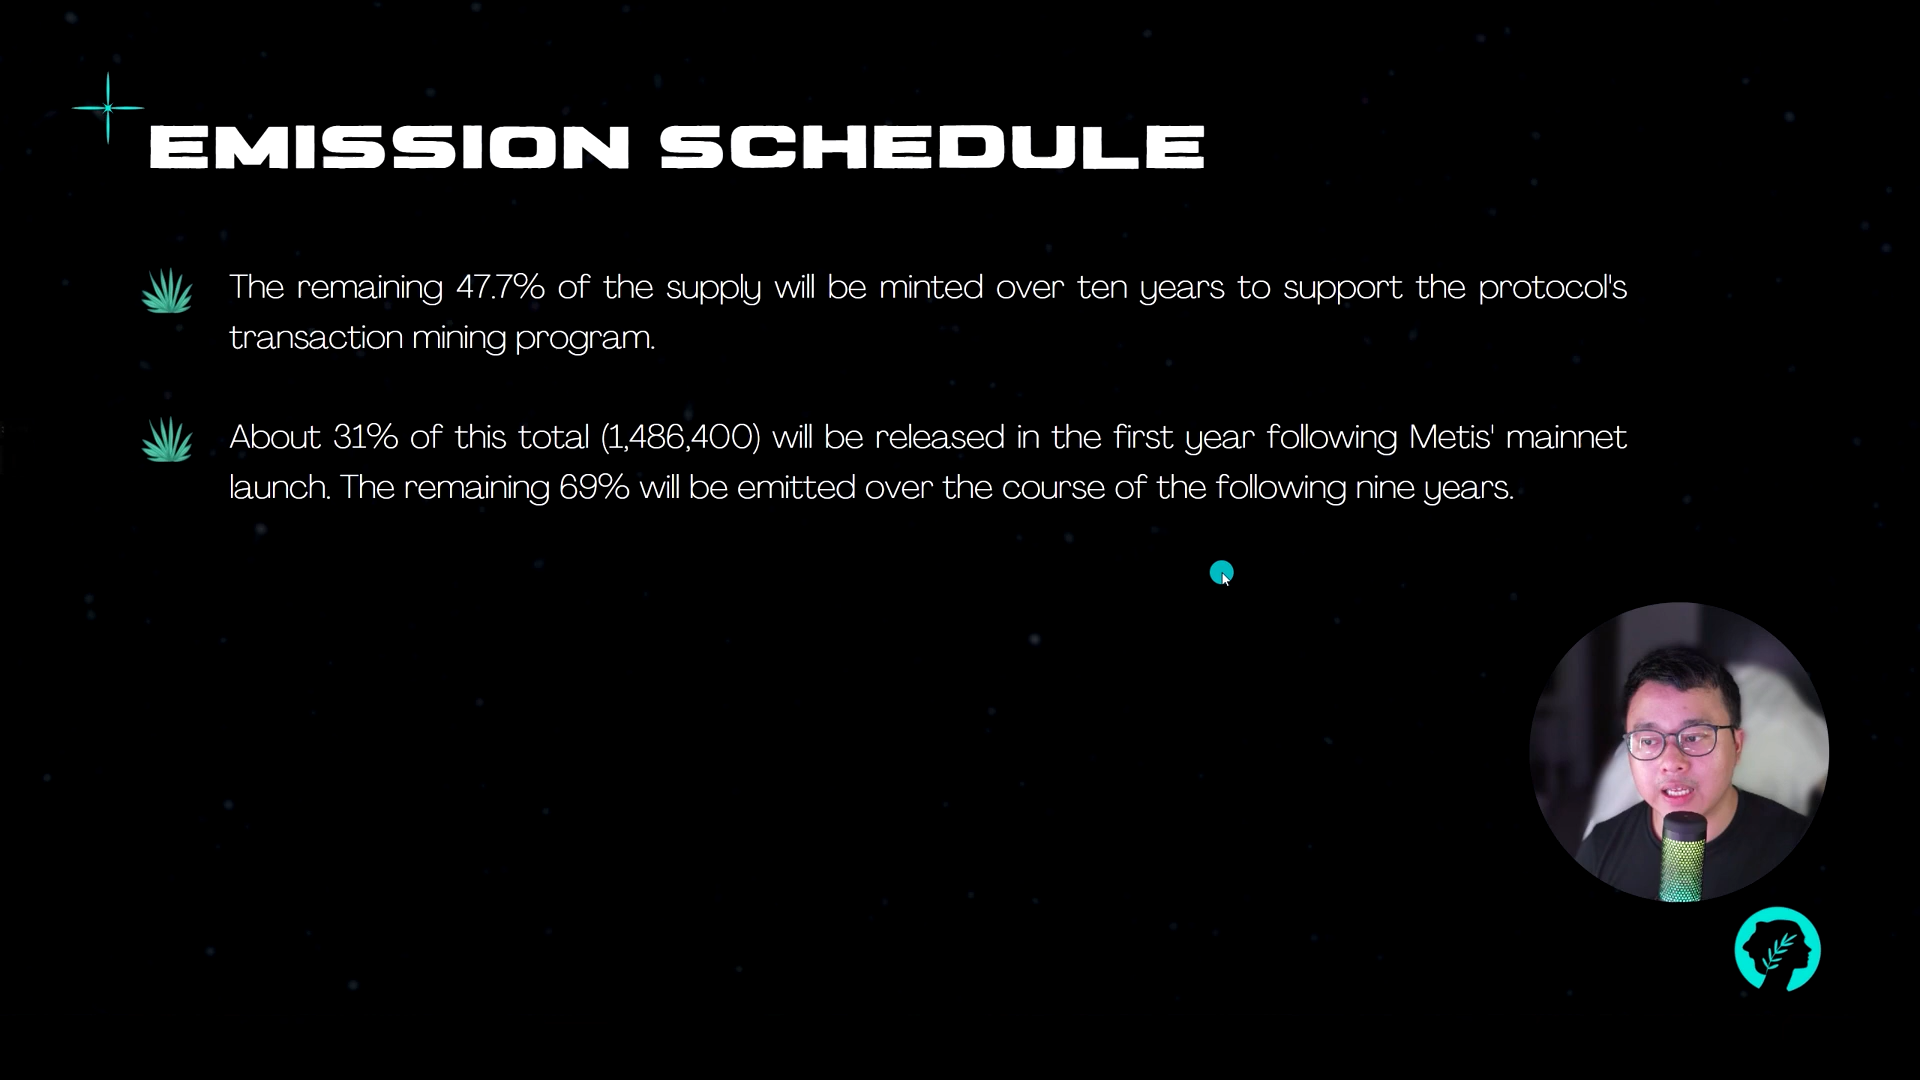 EMISSION SCHEDULE
The remaining 47.7% of the supply will be minted over ten years to support the protocol's
transaction mining program.
About 31% of this total (1,486,400) will be released in the first year following Metis' mainnet
launch. The remaining 69% will be emitted over the course of the following nine years.